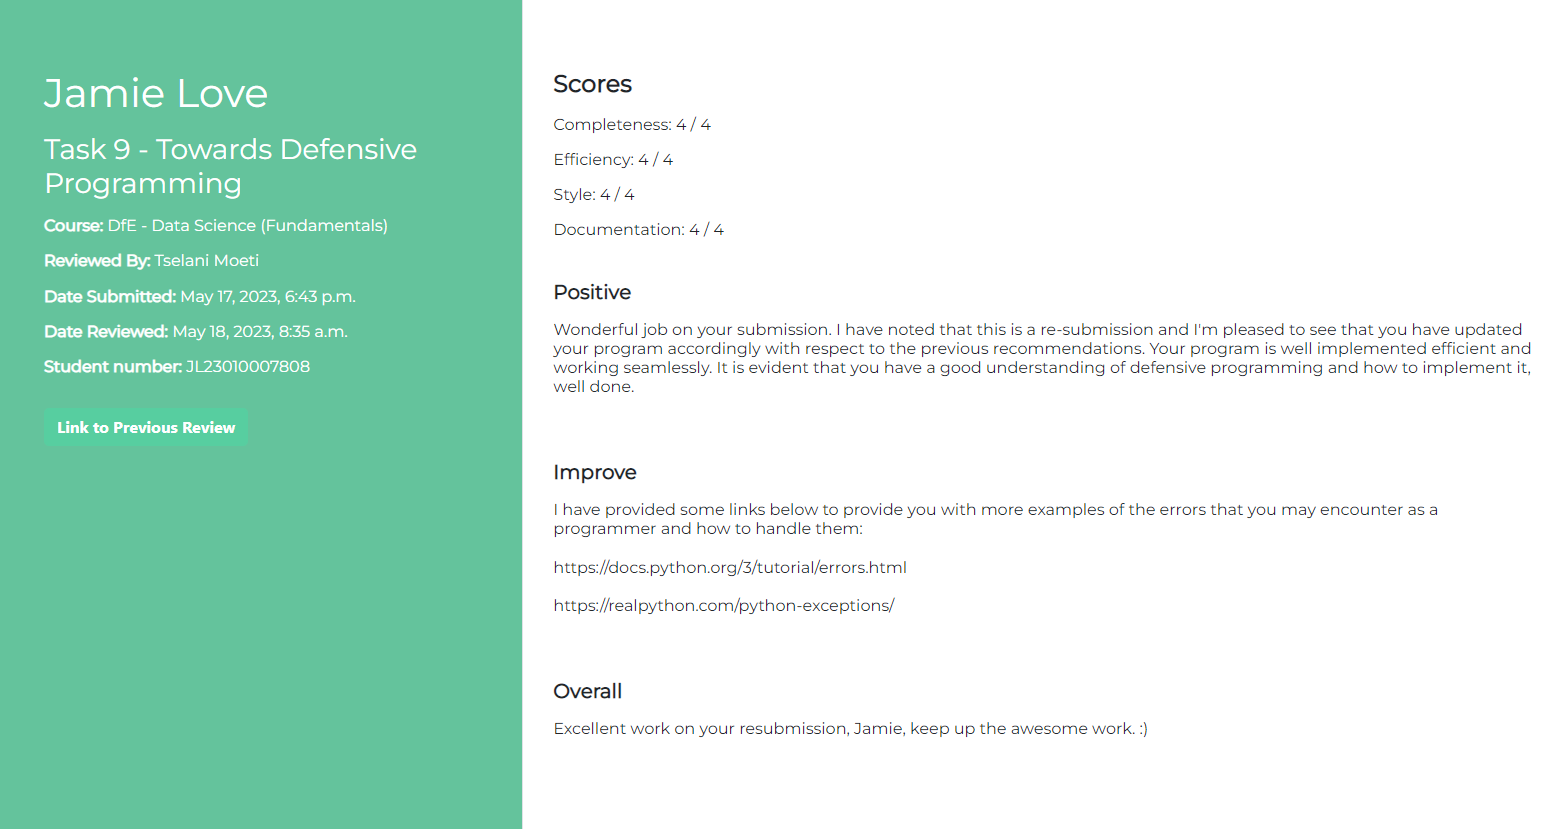 Jamie Love
Task 9 - Towards Defensive
Programming
Course: DfE - Data Science (Fundamentals)
Reviewed By: Tselani Moeti
Date Submitted: May 17, 2023, 6:43 p.m.
Date Reviewed: May 18, 2023, 8:35 a.m.
Student number: JL23010007808
Link to Previous Review
Scores
Completeness: 4 / 4
Efficiency: 4 / 4
Style: 4 / 4
Documentation: 4 / 4
Positive
Wonderful job on your submission. I have noted that this is a re-submission and I'm pleased to see that you have updated
your program accordingly with respect to the previous recommendations. Your program is well implemented efficient and
working seamlessly. It is evident that you have a good understanding of defensive programming and how to implement it,
well done.
Improve
I have provided some links below to provide you with more examples of the errors that you may encounter as a
programmer and how to handle them:
https://docs.python.org/3/tutorial/errors.html
https://realpython.com/python-exceptions/
Overall
Excellent work on your resubmission, Jamie, keep up the awesome work. :)